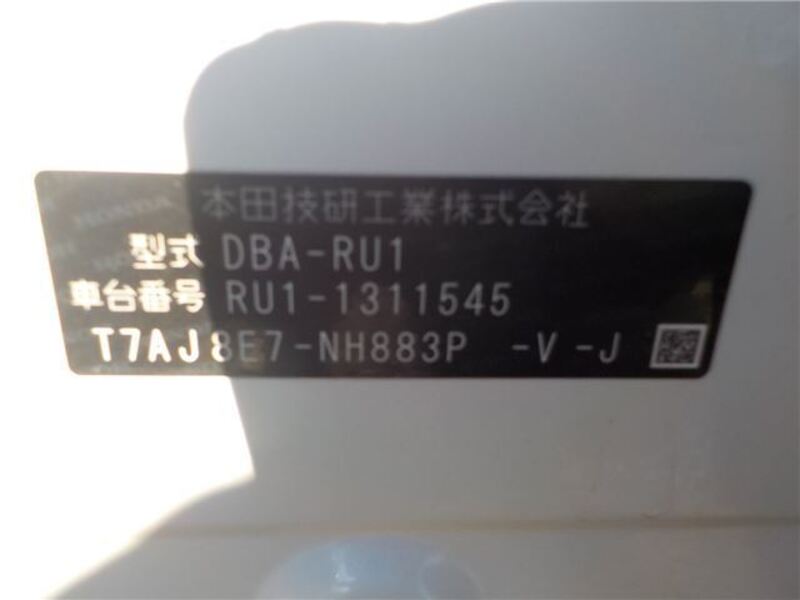 本田技研工業株式会社
型式 DBA-RU1
車台番号 RU1-1311545
T7AJ8E7-NH883P -V -J